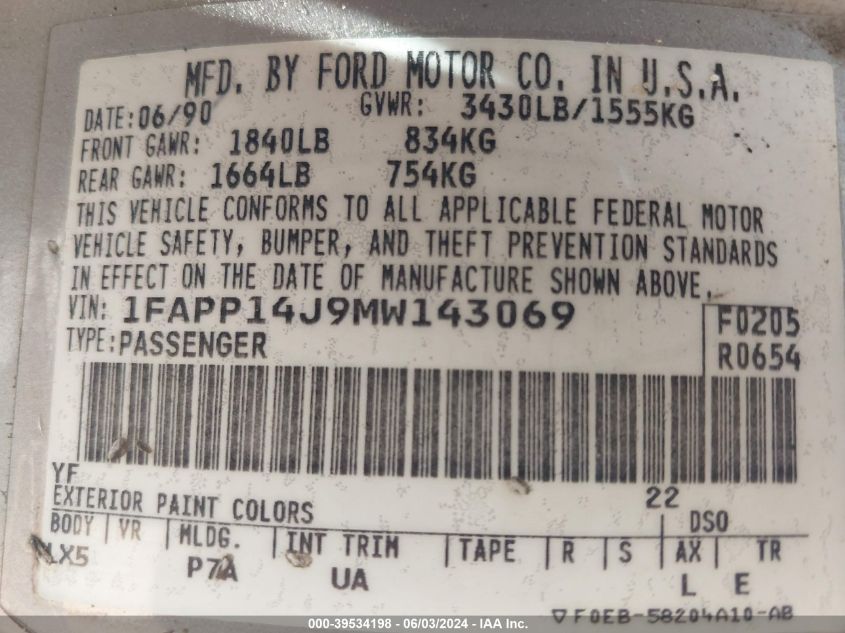 MFD. BY FORD MOTOR CO. IN U.S.A.
DATE: 06/90 GVWR: 3430LB/1555KG
FRONT GAWR: 1840LB 834KG
REAR GAWR: 1664LB 754KG
THIS VEHICLE CONFORMS TO ALL APPLICABLE FEDERAL MOTOR
VEHICLE SAFETY, BUMPER, AND THEFT PREVENTION STANDARDS
IN EFFECT ON THE DATE OF MANUFACTURE SHOWN ABOVE.
VIN: 1FAPP14J9MW143069 F0205
TYPE: PASSENGER R0654
YF 22
EXTERIOR PAINT COLORS DSO
BODY VR MLDG. INT TRIM TAPE R S AX TR
LX5 P7A UA L E
▽F0EB-58204A10-AB
000-39534198 - 06/03/2024 - IAA Inc.